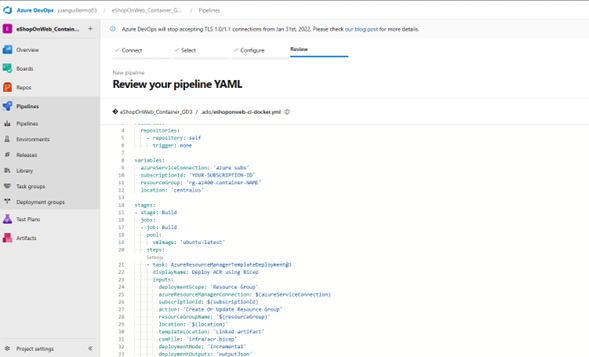 Azure DevOps juanguillermo83 / eShopOnWeb_Container_G... / Pipelines
eShopOnWeb_Contain...
Azure DevOps will stop accepting TLS 1.0/1.1 connections from Jan 31st, 2022. Please check our blog post for more details.
Overview
Boards
Repos
Pipelines
Pipelines
Environments
Releases
Library
Task groups
Deployment groups
Test Plans
Artifacts
Project settings
Connect
Select
Configure
Review
New pipeline
Review your pipeline YAML
eShopOnWeb_Container_GD3 / .ado/eshoponweb-ci-docker.yml
4 repositories:
5 - repository: self
6 trigger: none
7
8 variables:
9 azureServiceConnection: 'azure subs'
10 subscriptionId: 'YOUR-SUBSCRIPTION-ID'
11 resourceGroup: 'rg-az400-container-NAME'
12 location: 'centralus'
13
14 stages:
15 - stage: Build
16 jobs:
17 - job: Build
18 pool:
19 vmImage: 'ubuntu-latest'
20 steps:
Settings
21 - task: AzureResourceManagerTemplateDeployment@3
22 displayName: Deploy ACR using Bicep
23 inputs:
24 deploymentScope: 'Resource Group'
25 azureResourceManagerConnection: $(azureServiceConnection)
26 subscriptionId: $(subscriptionId)
27 action: 'Create Or Update Resource Group'
28 resourceGroupName: '$(resourceGroup)'
29 location: '$(location)'
30 templateLocation: 'Linked artifact'
31 csmFile: 'infra/acr.bicep'
32 deploymentMode: 'Incremental'
33 deploymentOutputs: 'outputJson'